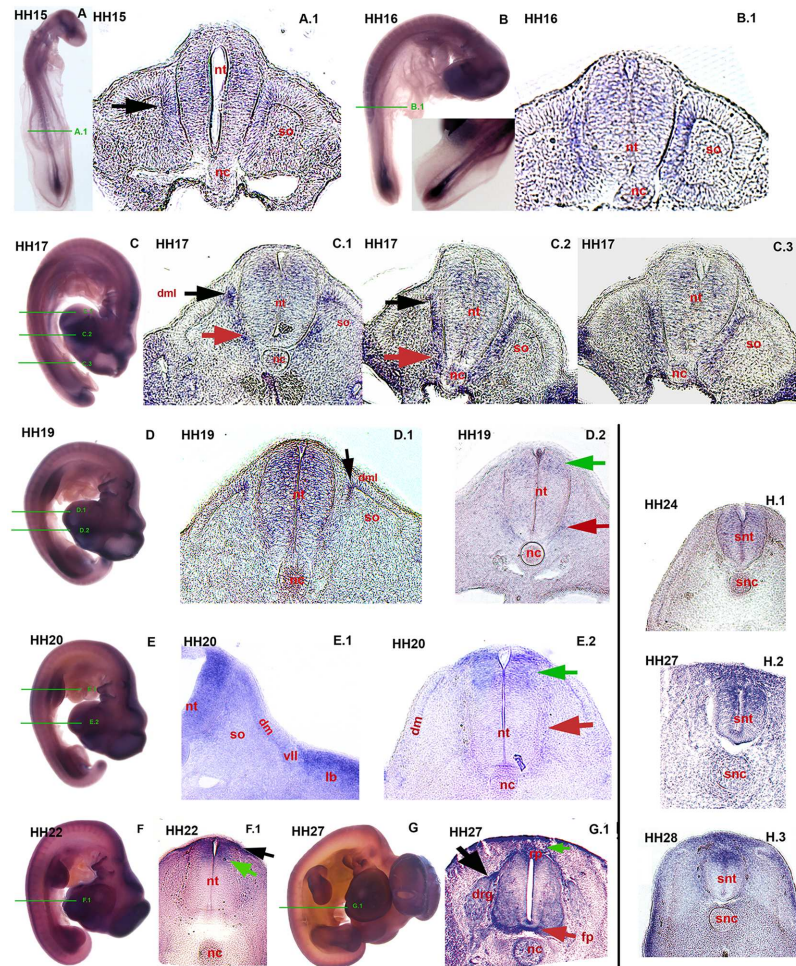 HH15 A
HH15 A.1
HH16 B
HH16 B.1
A.1
B.1
nt
so
nc
nt
so
nc
HH17 C
HH17 C.1
HH17 C.2
HH17 C.3
C.2
C.3
dml
nt
so
nc
nt
so
nc
nt
so
nc
HH19 D
HH19 D.1
HH19 D.2
D.1
D.2
dml
nt
so
nc
nt
nc
HH24 H.1
snt
snc
HH20 E
HH20 E.1
HH20 E.2
E.2
nt
so
dm
vll
lb
dm
nt
nc
HH27 H.2
snt
snc
HH22 F
HH22 F.1
HH27 G
HH27 G.1
F.1
G.1
nt
nc
rp
drg
fp
nc
HH28 H.3
snt
snc